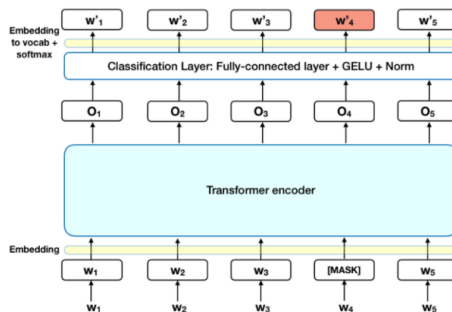 Embedding to vocab + softmax
w'1 w'2 w'3 w'4 w'5
Classification Layer: Fully-connected layer + GELU + Norm
O1 O2 O3 O4 O5
Transformer encoder
Embedding
w1 w2 w3 [MASK] w5
w1 w2 w3 w4 w5